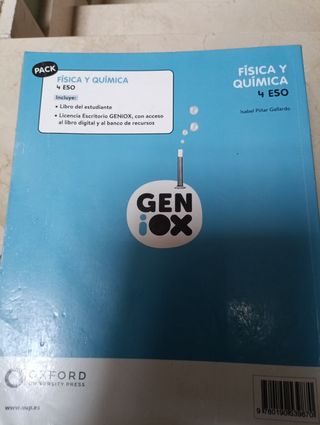 PACK
FÍSICA Y QUÍMICA
4 ESO
Incluye:
• Libro del estudiante
• Licencia Escritorio GENiOX, con acceso
al libro digital y al banco de recursos
FÍSICA Y
QUÍMICA
4 ESO
Isabel Piñar Gallardo
GEN
iOX
OXFORD
UNIVERSITY PRESS
www.oup.es